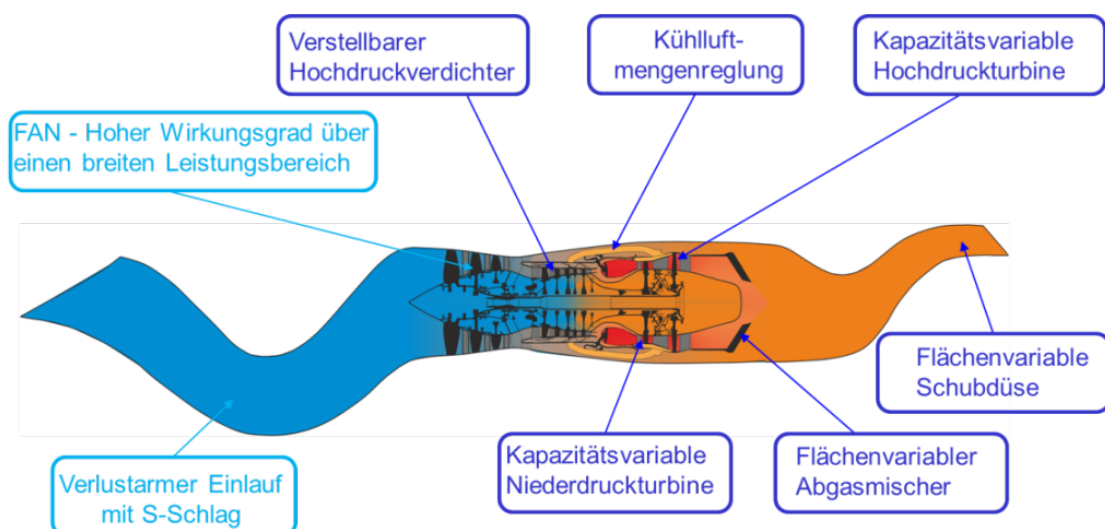 Verstellbarer
Hochdruckverdichter
Kühlluft-
mengenreglung
Kapazitätsvariable
Hochdruckturbine
FAN - Hoher Wirkungsgrad über
einen breiten Leistungsbereich
Flächenvariable
Schubdüse
Verlustarmer Einlauf
mit S-Schlag
Kapazitätsvariable
Niederdruckturbine
Flächenvariabler
Abgasmischer